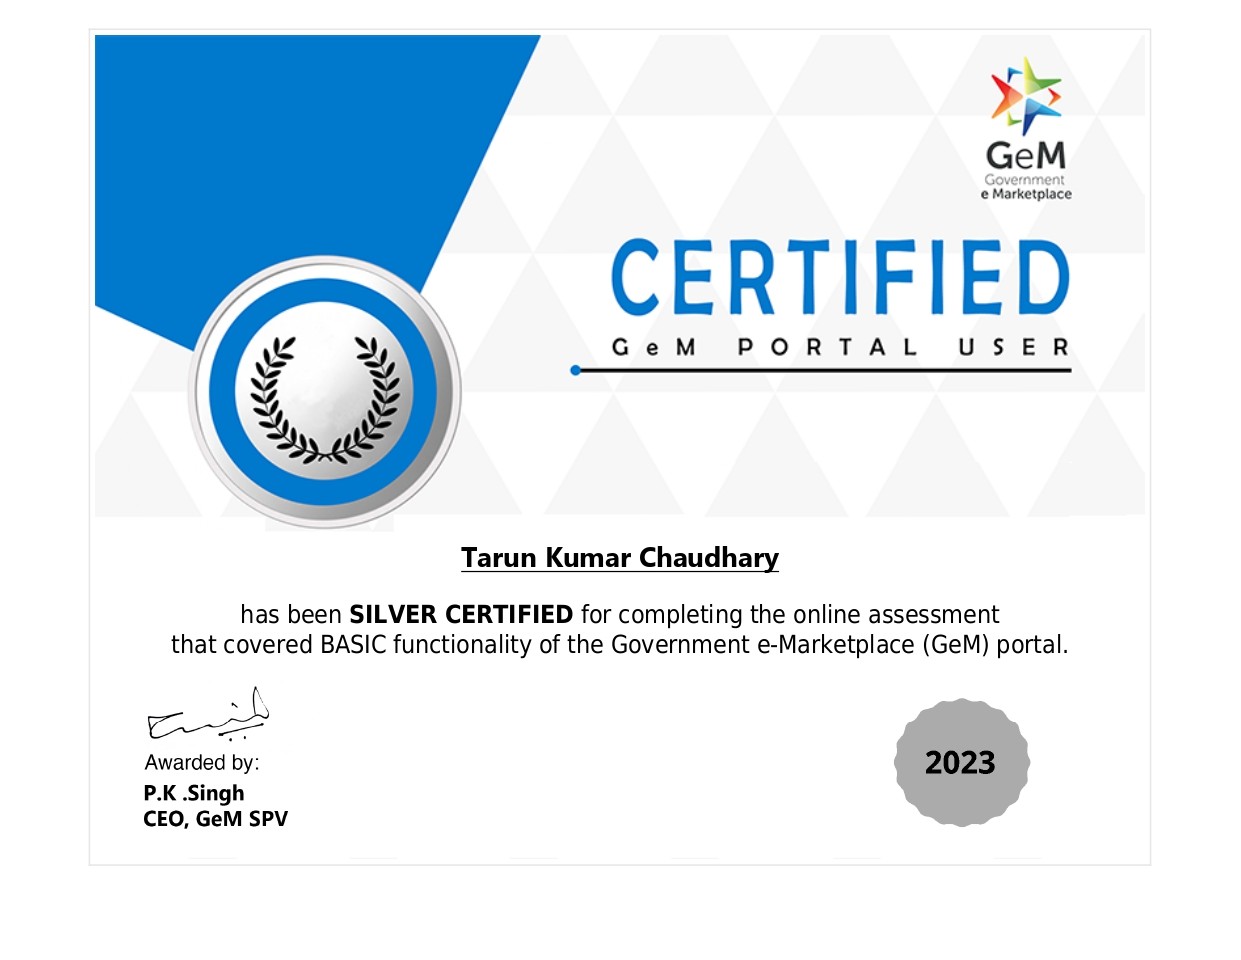 GeM
Government
e Marketplace
CERTIFIED
GeM PORTAL USER
Tarun Kumar Chaudhary
has been SILVER CERTIFIED for completing the online assessment
that covered BASIC functionality of the Government e-Marketplace (GeM) portal.
Awarded by:
P.K .Singh
CEO, GeM SPV
2023